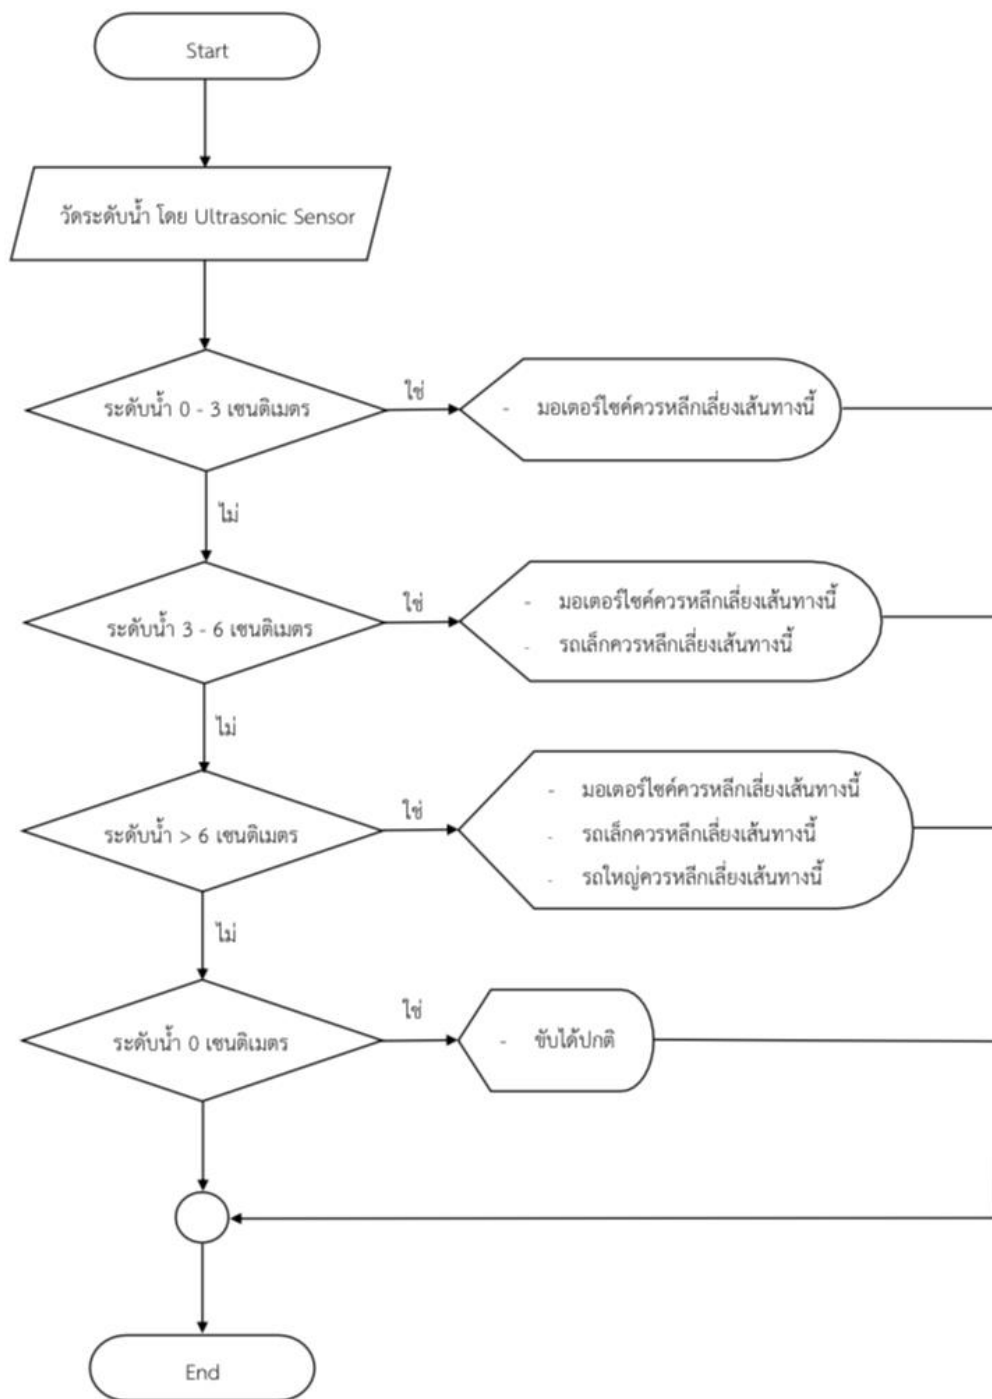 Start
วัดระดับน้ำ โดย Ultrasonic Sensor
ระดับน้ำ 0 - 3 เซนติเมตร
ใช่
- มอเตอร์ไซค์ควรหลีกเลี่ยงเส้นทางนี้
ไม่
ระดับน้ำ 3 - 6 เซนติเมตร
ใช่
- มอเตอร์ไซค์ควรหลีกเลี่ยงเส้นทางนี้
- รถเล็กควรหลีกเลี่ยงเส้นทางนี้
ไม่
ระดับน้ำ > 6 เซนติเมตร
ใช่
- มอเตอร์ไซค์ควรหลีกเลี่ยงเส้นทางนี้
- รถเล็กควรหลีกเลี่ยงเส้นทางนี้
- รถใหญ่ควรหลีกเลี่ยงเส้นทางนี้
ไม่
ระดับน้ำ 0 เซนติเมตร
ใช่
- ขับได้ปกติ
End